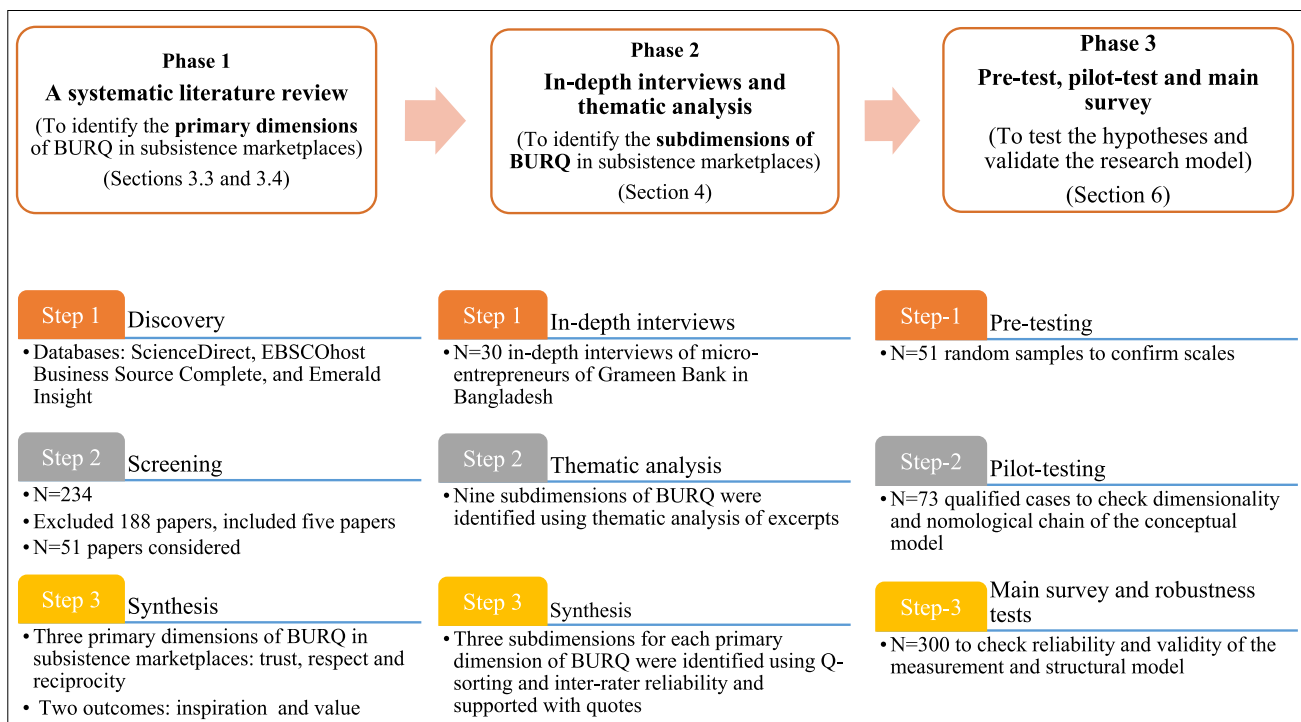 Phase 1
A systematic literature review
(To identify the primary dimensions
of BURQ in subsistence marketplaces)
(Sections 3.3 and 3.4)
Phase 2
In-depth interviews and
thematic analysis
(To identify the subdimensions of
BURQ in subsistence marketplaces)
(Section 4)
Phase 3
Pre-test, pilot-test and main
survey
(To test the hypotheses and
validate the research model)
(Section 6)
Step 1
Discovery
•Databases: ScienceDirect, EBSCOhost
Business Source Complete, and Emerald
Insight
Step 2
Screening
•N=234
•Excluded 188 papers, included five papers
•N=51 papers considered
Step 3
Synthesis
•Three primary dimensions of BURQ in
subsistence marketplaces: trust, respect and
reciprocity
• Two outcomes: inspiration and value
Step 1
In-depth interviews
•N=30 in-depth interviews of micro-
entrepreneurs of Grameen Bank in
Bangladesh
Step 2
Thematic analysis
•Nine subdimensions of BURQ were
identified using thematic analysis of excerpts
Step 3
Synthesis
•Three subdimensions for each primary
dimension of BURQ were identified using Q-
sorting and inter-rater reliability and
supported with quotes
Step-1
Pre-testing
•N=51 random samples to confirm scales
Step-2
Pilot-testing
•N=73 qualified cases to check dimensionality
and nomological chain of the conceptual
model
Step-3
Main survey and robustness
tests
•N=300 to check reliability and validity of the
measurement and structural model